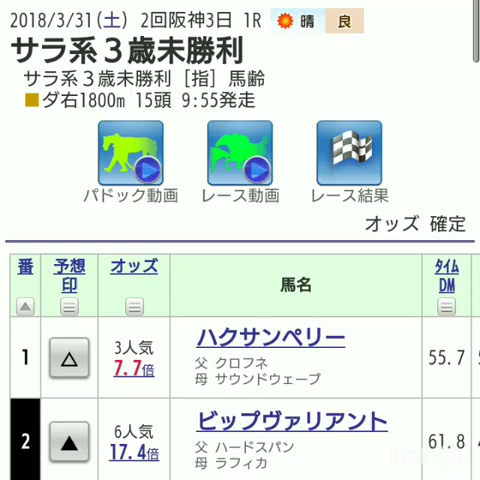 2018/3/31(土) 2回阪神3日 1R 晴 良
サラ系３歳未勝利
サラ系３歳未勝利 [指] 馬齢
ダ右1800m 15頭 9:55発走
パドック動画 レース動画 レース結果
オッズ 確定
番 予想印 オッズ 馬名 タイムDM
1 △ 3人気 7.7倍 ハクサンペリー 55.7
父 クロフネ
母 サウンドウェーブ
2 ▲ 6人気 17.4倍 ビップヴァリアント 61.8
父 ハードスパン
母 ラフィカ